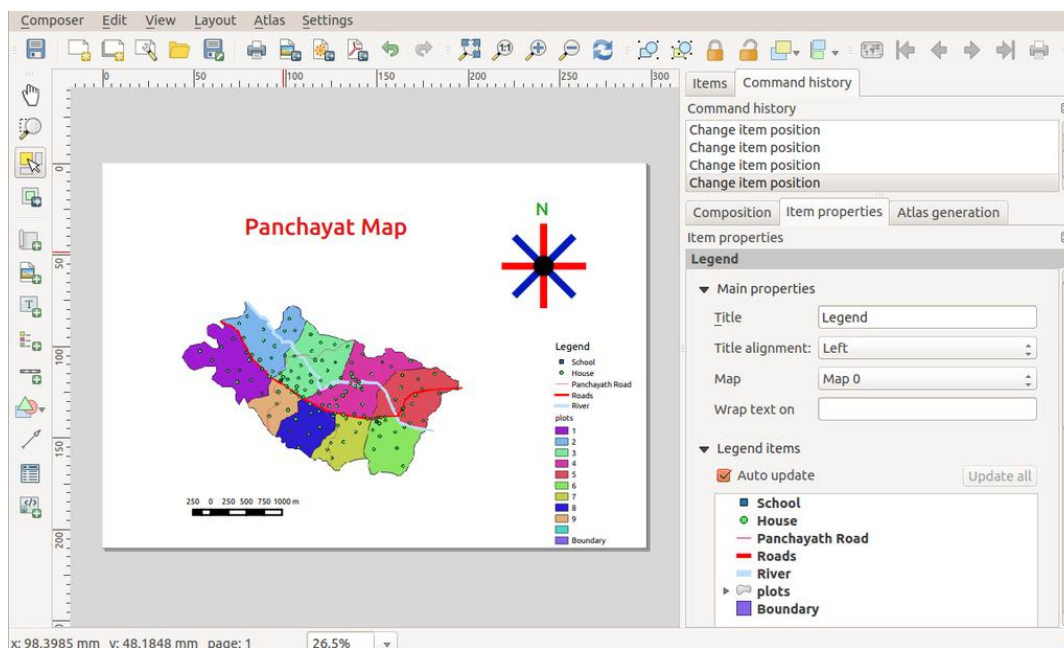 Composer Edit View Layout Atlas Settings
0 50 100 150 200 250 300
Items Command history
Command history
Change item position
Change item position
Change item position
Change item position
Composition Item properties Atlas generation
Item properties
Legend
Main properties
Title Legend
Title alignment: Left
Map Map 0
Wrap text on
Legend items
Auto update Update all
School
House
Panchayath Road
Roads
River
plots
Boundary
0
50
100
150
200
Panchayat Map
N
Legend
School
House
Panchayath Road
Roads
River
plots
1
2
3
4
5
6
7
8
9
Boundary
250 0 250 500 750 1000 m
x: 98.3985 mm y: 48.1848 mm page: 1 26.5%